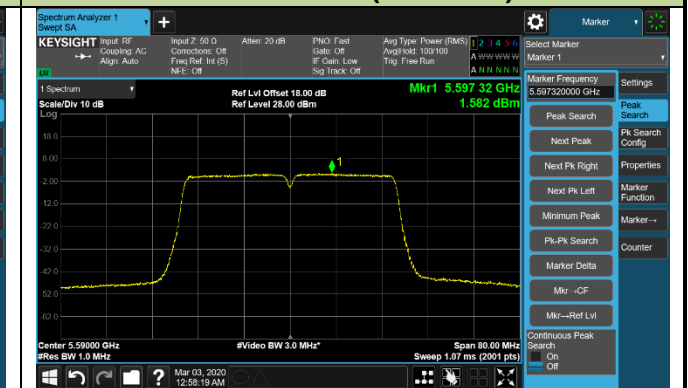 Spectrum Analyzer 1
Swept SA
Marker
KEYSIGHT
Input: RF
Coupling: AC
Align: Auto
Input Z: 50 Ω
Corrections: Off
Freq Ref: Int (S)
NFE: Off
Atten: 20 dB
PNO: Fast
Gate: Off
IF Gain: Low
Sig Track: Off
Avg Type: Power (RMS)
Avg|Hold: 100/100
Trig: Free Run
1 2 3 4 5 6
A W W W W W
A N N N N N
Select Marker
Marker 1
1 Spectrum
Scale/Div 10 dB
Log
Ref Lvl Offset 18.00 dB
Ref Level 28.00 dBm
Mkr1 5.597 32 GHz
1.582 dBm
18.0
8.00
-2.00
-12.0
-22.0
-32.0
-42.0
-52.0
-62.0
1
Center 5.59000 GHz
#Res BW 1.0 MHz
#Video BW 3.0 MHz*
Span 80.00 MHz
Sweep 1.07 ms (2001 pts)
Marker Frequency
5.597320000 GHz
Peak Search
Next Peak
Next Pk Right
Next Pk Left
Minimum Peak
Pk-Pk Search
Marker Delta
Mkr→CF
Mkr→Ref Lvl
Continuous Peak
Search
On
Off
Settings
Peak
Search
Pk Search
Config
Properties
Marker
Function
Marker→
Counter
Mar 03, 2020
12:58:19 AM